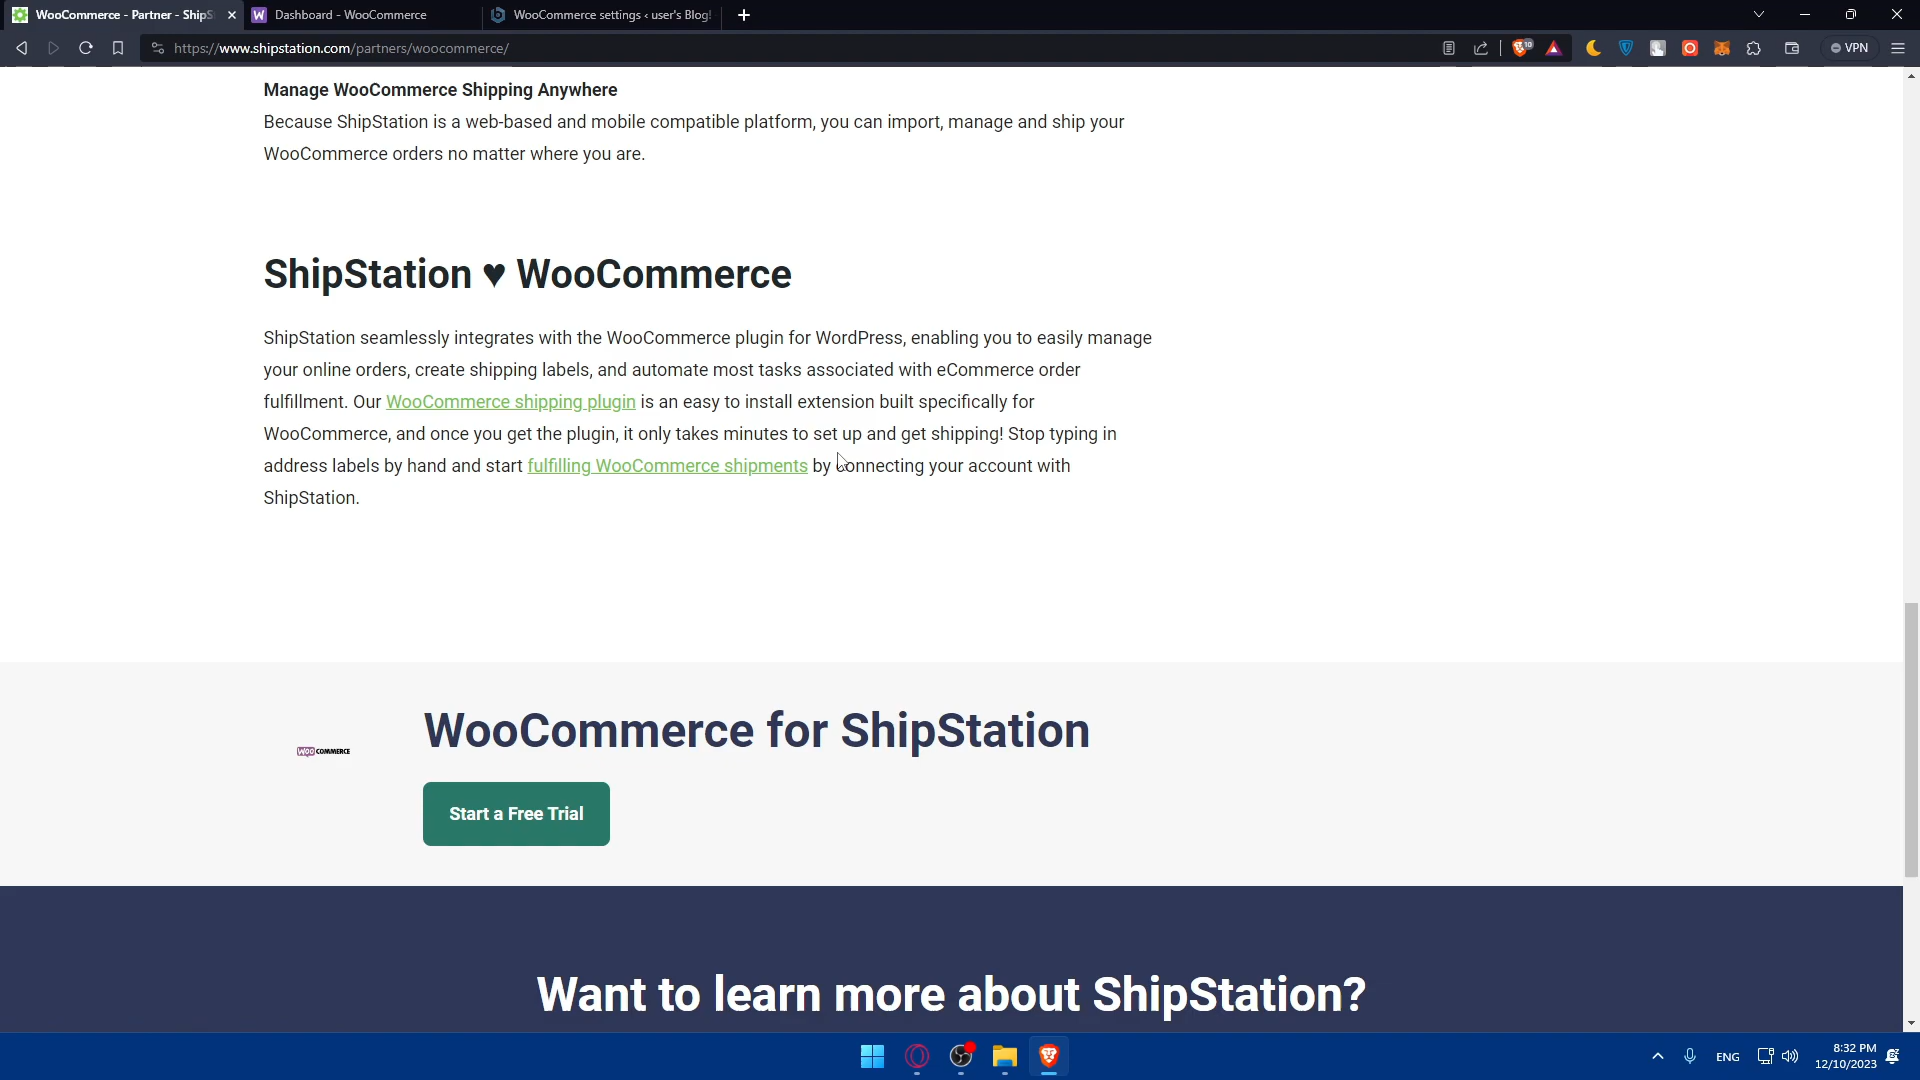 WooCommerce - Partner - ShipS
Dashboard - WooCommerce
WooCommerce settings ‹ user's Blog!
https://www.shipstation.com/partners/woocommerce/
10
VPN
Manage WooCommerce Shipping Anywhere
Because ShipStation is a web-based and mobile compatible platform, you can import, manage and ship your
WooCommerce orders no matter where you are.
ShipStation ♥ WooCommerce
ShipStation seamlessly integrates with the WooCommerce plugin for WordPress, enabling you to easily manage
your online orders, create shipping labels, and automate most tasks associated with eCommerce order
fulfillment. Our WooCommerce shipping plugin is an easy to install extension built specifically for
WooCommerce, and once you get the plugin, it only takes minutes to set up and get shipping! Stop typing in
address labels by hand and start fulfilling WooCommerce shipments by connecting your account with
ShipStation.
WooCommerce for ShipStation
WOO COMMERCE
Start a Free Trial
Want to learn more about ShipStation?
ENG
8:32 PM
12/10/2023